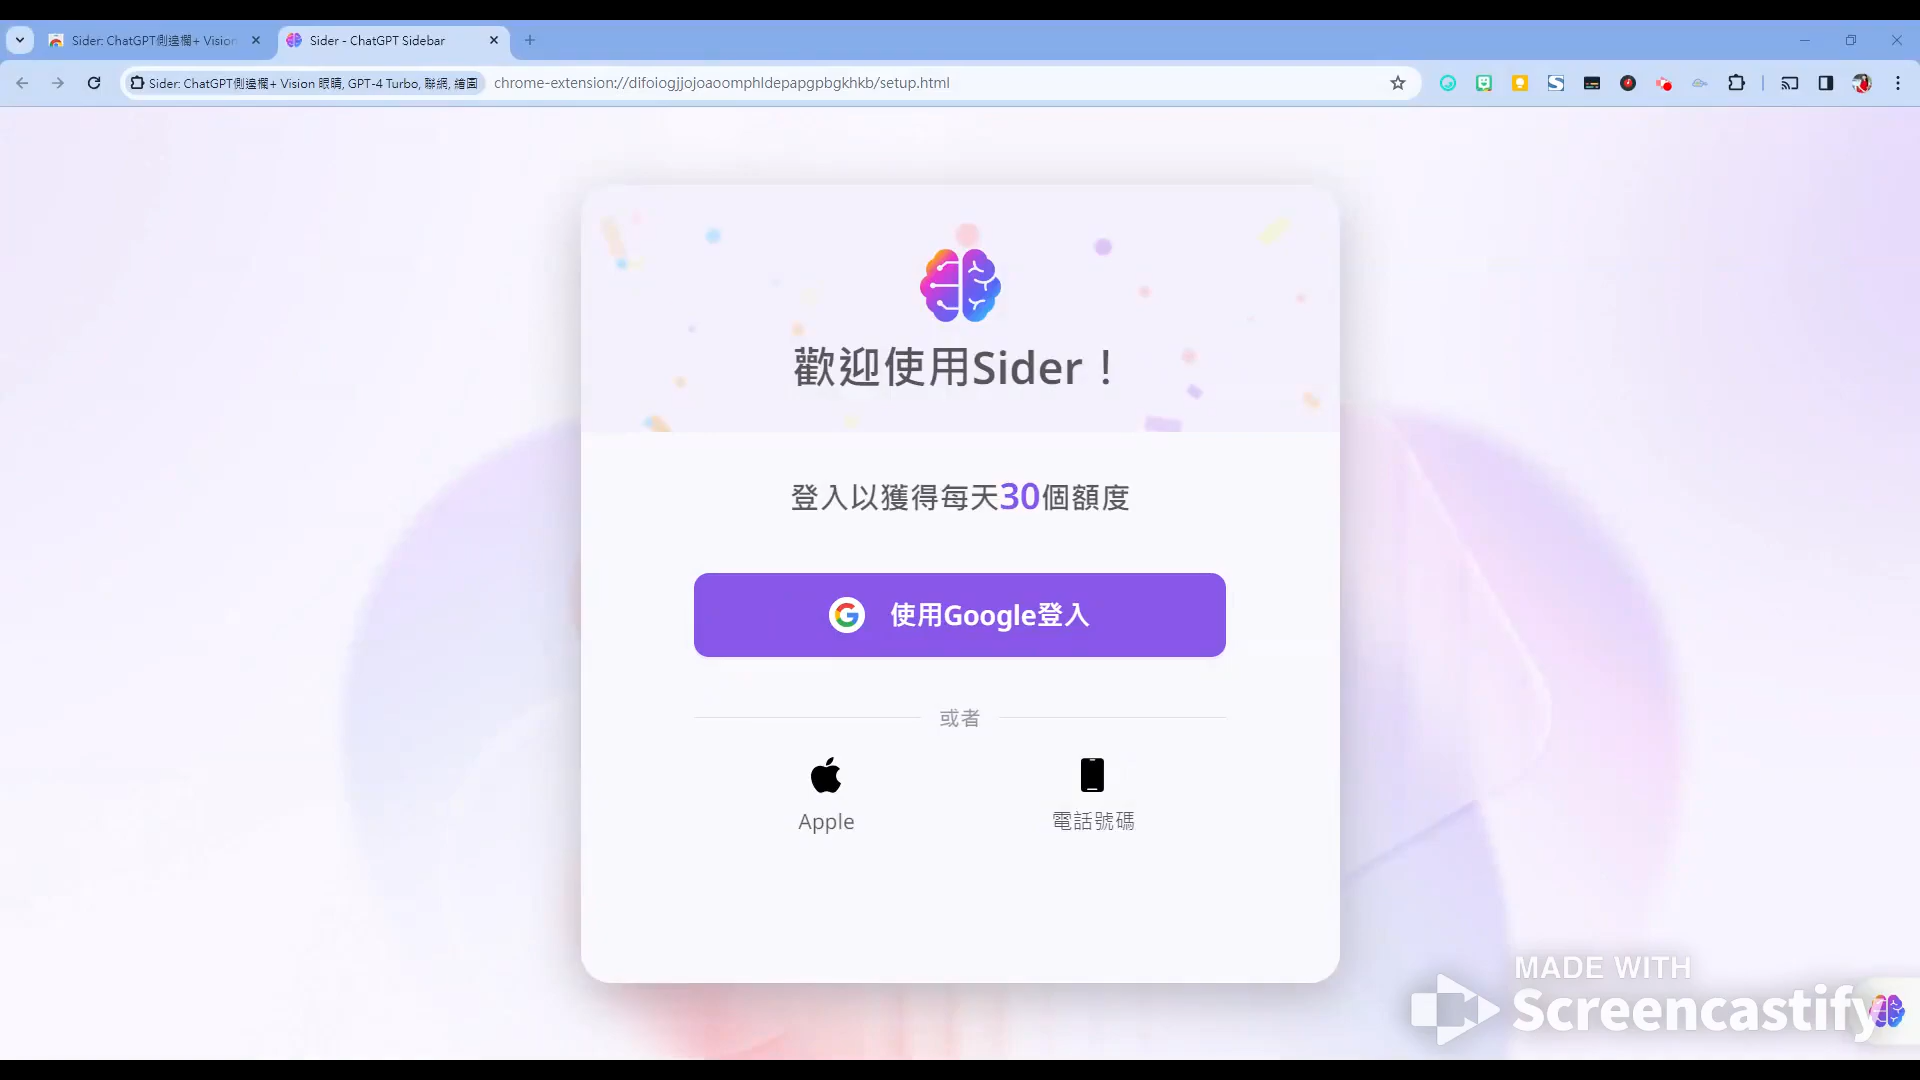 Sider: ChatGPT側邊欄+ Vision
Sider - ChatGPT Sidebar
Sider: ChatGPT側邊欄+ Vision 眼睛, GPT-4 Turbo, 聯網, 繪圖
chrome-extension://difoiogjjojoaoomphldepapgpbgkhkb/setup.html
歡迎使用Sider！
登入以獲得每天30個額度
使用Google登入
或者
Apple
電話號碼
MADE WITH
Screencastify